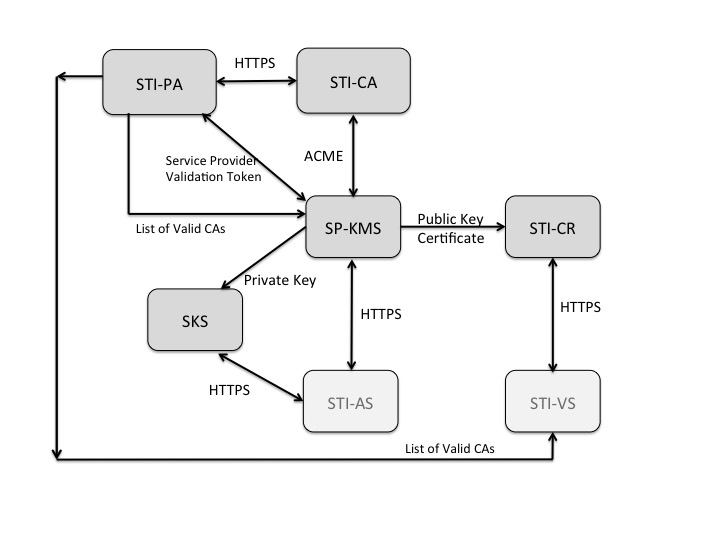 HTTPS
STI-PA
STI-CA
Service Provider
Validation Token
ACME
List of Valid CAs
SP-KMS
Public Key
Certificate
STI-CR
Private Key
SKS
HTTPS
HTTPS
HTTPS
STI-AS
STI-VS
List of Valid CAs